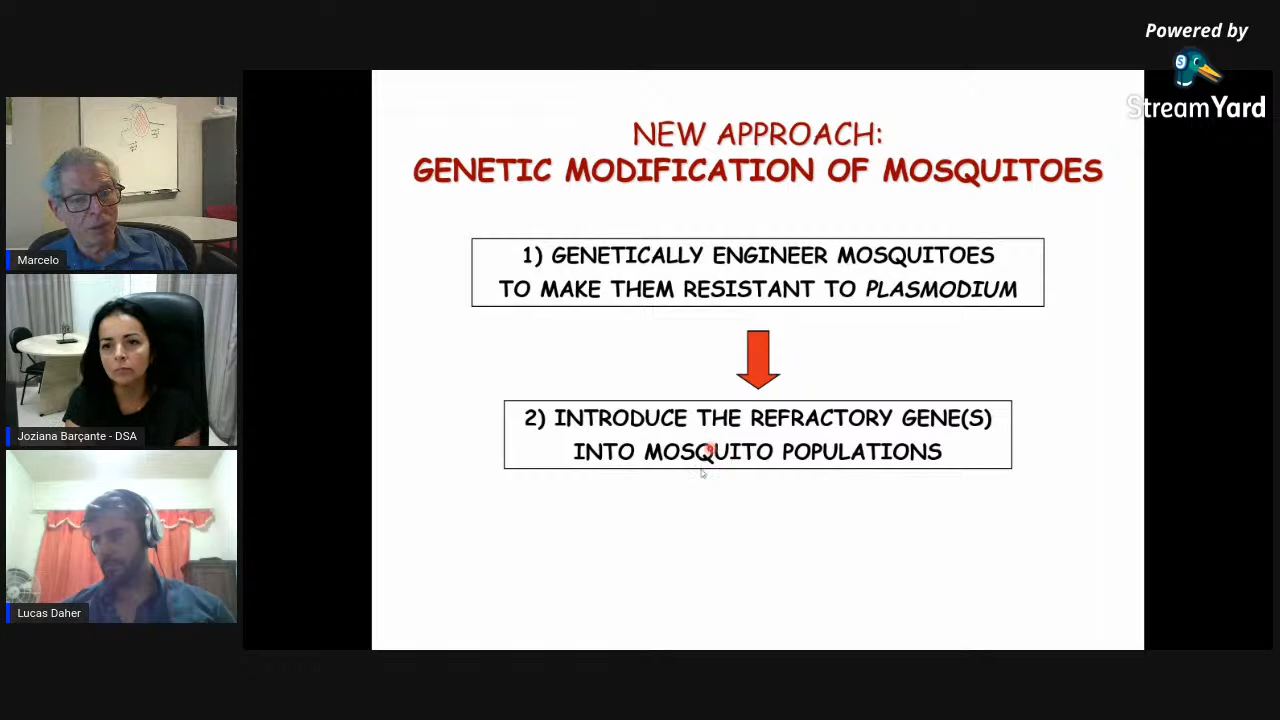 Powered by
StreamYard
NEW APPROACH:
GENETIC MODIFICATION OF MOSQUITOES
1) GENETICALLY ENGINEER MOSQUITOES
TO MAKE THEM RESISTANT TO PLASMODIUM
2) INTRODUCE THE REFRACTORY GENE(S)
INTO MOSQUITO POPULATIONS
Marcelo
Joziana Barçante - DSA
Lucas Daher